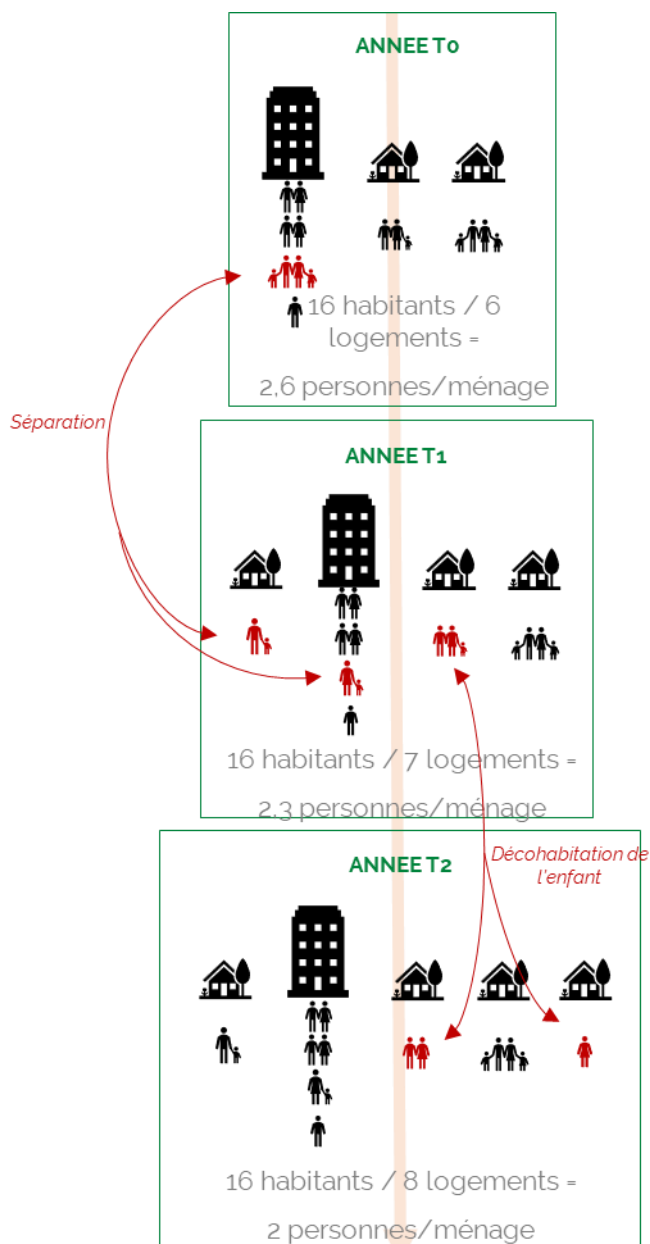 ANNEE T0
16 habitants / 6
logements =
2,6 personnes/ménage
Séparation
ANNEE T1
16 habitants / 7 logements =
2,3 personnes/ménage
ANNEE T2
Décohabitation de
l'enfant
16 habitants / 8 logements =
2 personnes/ménage